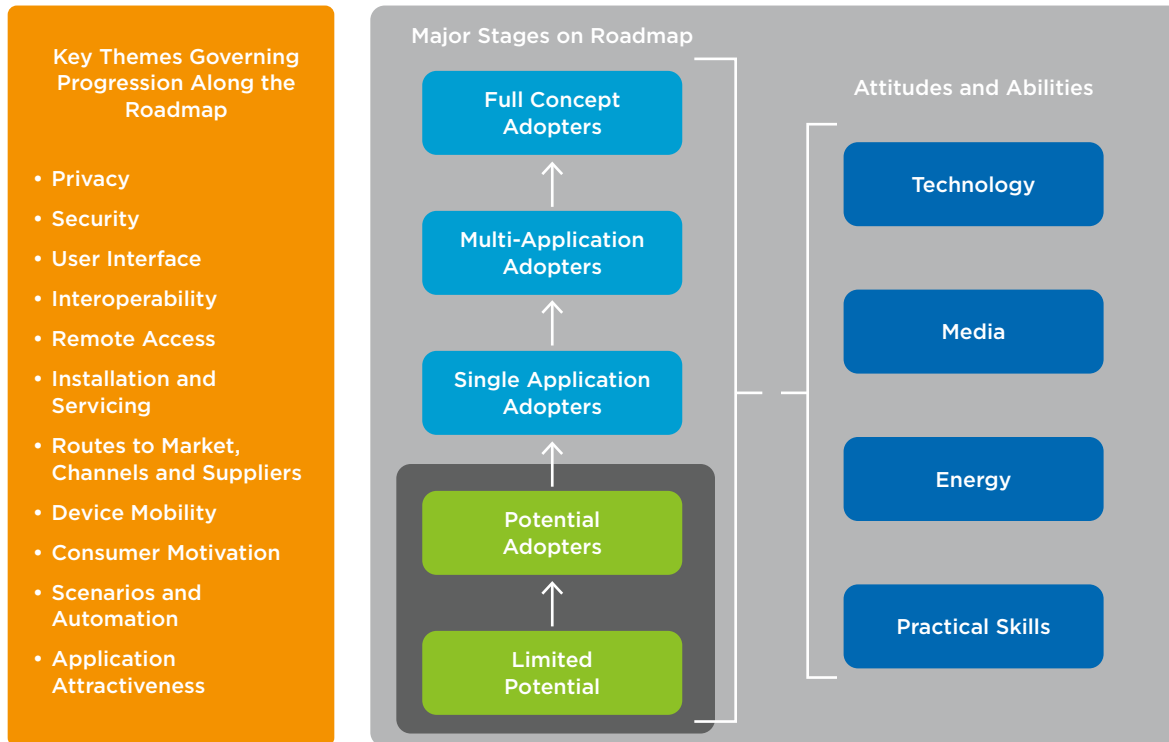 Key Themes Governing
Progression Along the
Roadmap
• Privacy
• Security
• User Interface
• Interoperability
• Remote Access
• Installation and
Servicing
• Routes to Market,
Channels and Suppliers
• Device Mobility
• Consumer Motivation
• Scenarios and
Automation
• Application
Attractiveness
Major Stages on Roadmap
Full Concept
Adopters
Multi-Application
Adopters
Single Application
Adopters
Potential
Adopters
Limited
Potential
Attitudes and Abilities
Technology
Media
Energy
Practical Skills